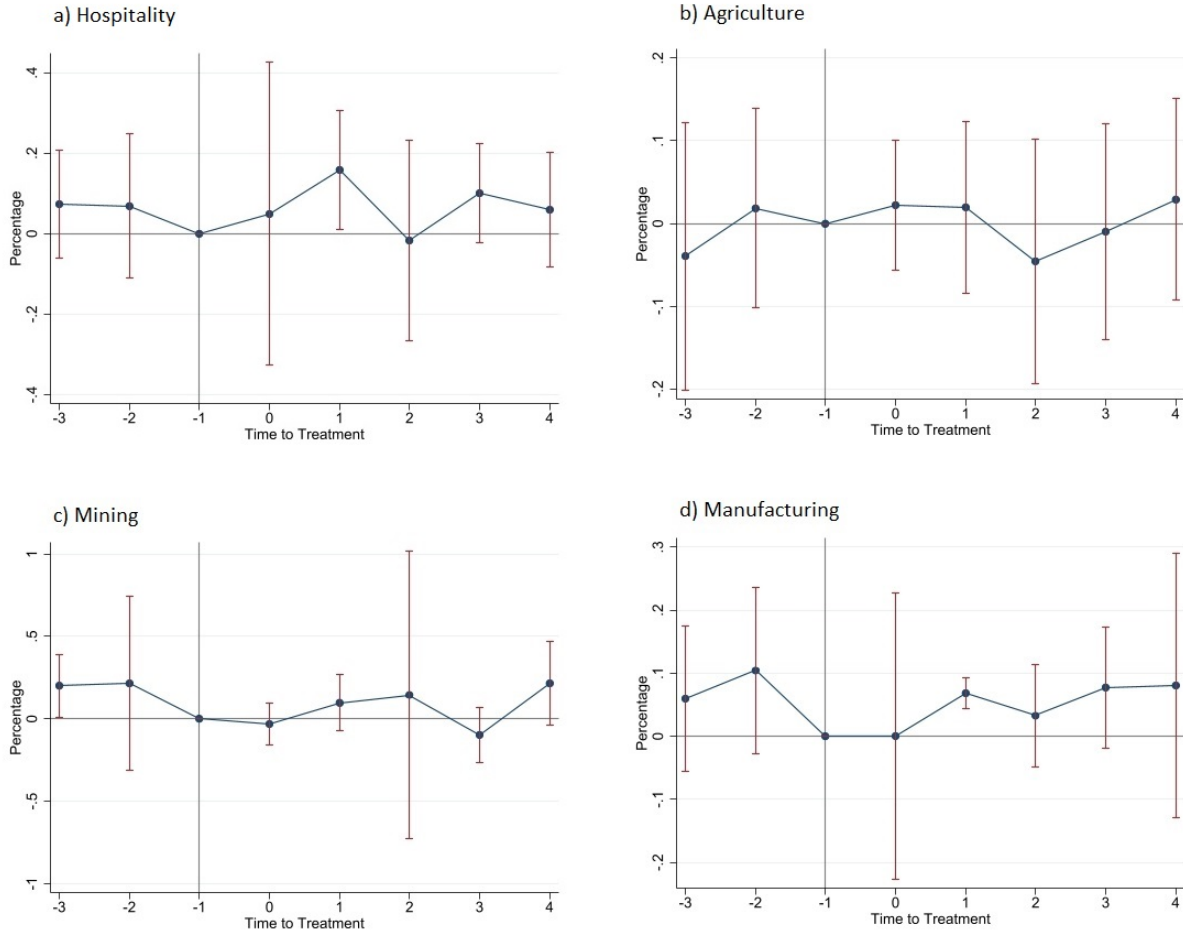 a) Hospitality
Percentage
.4
.2
0
-.2
-.4
-3 -2 -1 0 1 2 3 4
Time to Treatment
b) Agriculture
Percentage
.2
.1
0
-.1
-.2
-3 -2 -1 0 1 2 3 4
Time to Treatment
c) Mining
Percentage
1
.5
0
-.5
-1
-3 -2 -1 0 1 2 3 4
Time to Treatment
d) Manufacturing
Percentage
.3
.2
.1
0
-.1
-.2
-3 -2 -1 0 1 2 3 4
Time to Treatment